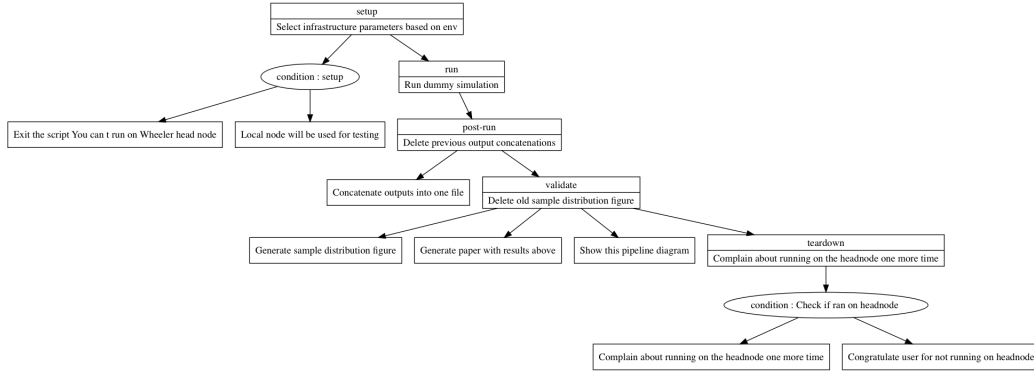 setup
Select infrastructure parameters based on env
condition : setup
run
Run dummy simulation
Exit the script You can t run on Wheeler head node
Local node will be used for testing
post-run
Delete previous output concatenations
Concatenate outputs into one file
validate
Delete old sample distribution figure
Generate sample distribution figure
Generate paper with results above
Show this pipeline diagram
teardown
Complain about running on the headnode one more time
condition : Check if ran on headnode
Complain about running on the headnode one more time
Congratulate user for not running on headnode